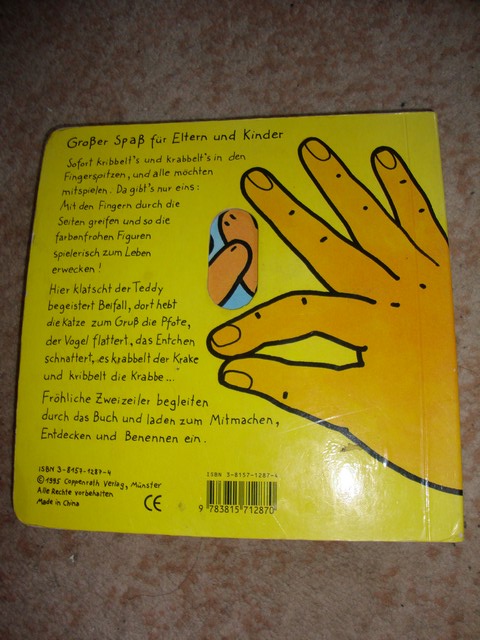 Großer Spaß für Eltern und Kinder
Sofort kribbelt's und krabbelt's in den
Fingerspitzen, und alle möchten
mitspielen. Da gibt's nur eins:
Mit den Fingern durch die
Seiten greifen und so die
farbenfrohen Figuren
spielerisch zum Leben
erwecken!
Hier klatscht der Teddy
begeistert Beifall, dort hebt
die Katze zum Gruß die Pfote,
der Vogel flattert, das Entchen
schnattert, es krabbelt der Krake
und kribbelt die Krabbe...
Fröhliche Zweizeiler begleiten
durch das Buch und laden zum Mitmachen,
Entdecken und Benennen ein.
ISBN 3-8157-1287-4
© 1995 Coppenrath Verlag, Münster
Alle Rechte vorbehalten
Made in China
CE
ISBN 3-8157-1287-4
9 783815 712870